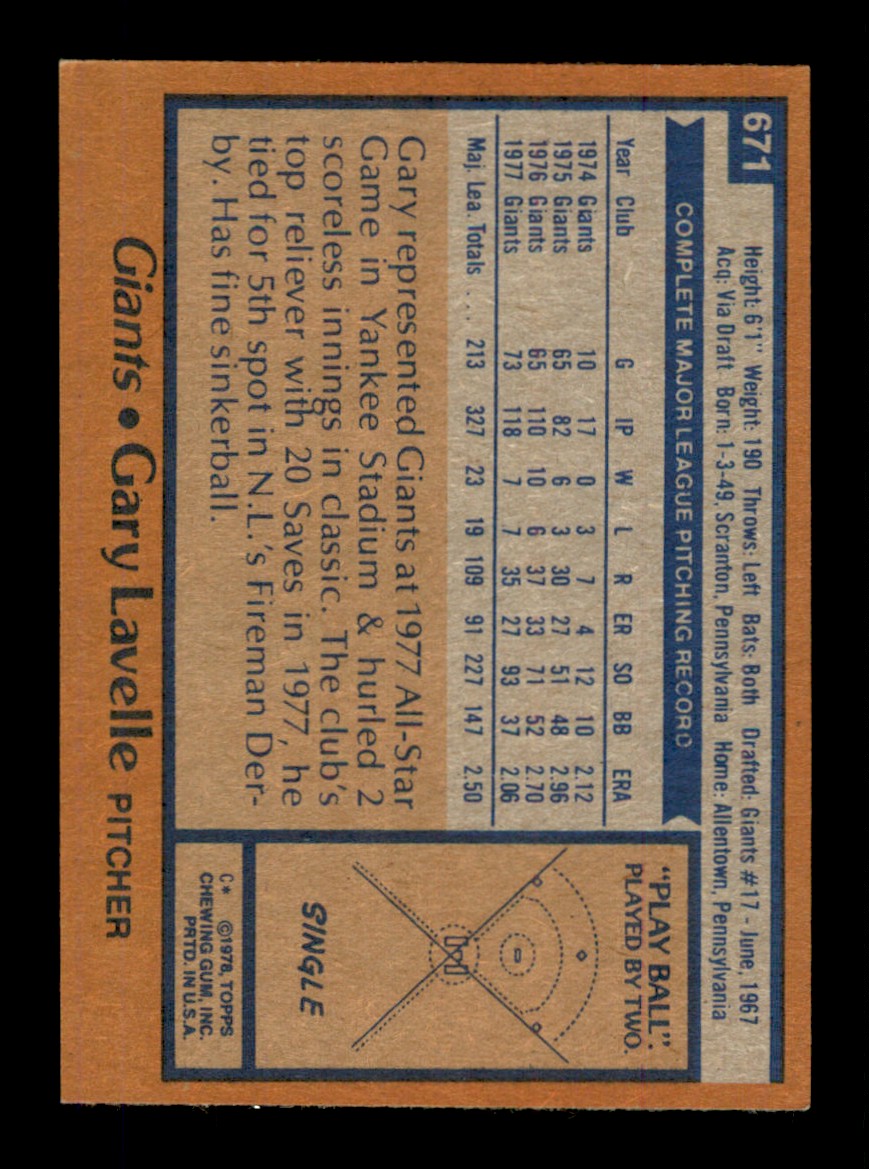 671
Height: 6'1" Weight: 190 Throws: Left Bats: Both Drafted: Giants #17 - June, 1967
Acq: Via Draft Born: 1-3-49, Scranton, Pennsylvania Home: Allentown, Pennsylvania
COMPLETE MAJOR LEAGUE PITCHING RECORD
Year Club G IP W L R ER SO BB ERA
1974 Giants 10 17 0 3 7 4 12 10 2.12
1975 Giants 65 82 6 3 30 27 51 48 2.96
1976 Giants 65 110 10 6 37 33 71 52 2.70
1977 Giants 73 118 7 7 35 27 93 37 2.06
Maj. Lea. Totals .... 213 327 23 19 109 91 227 147 2.50
Gary represented Giants at 1977 All-Star
Game in Yankee Stadium & hurled 2
scoreless innings in classic. The club's
top reliever with 20 Saves in 1977, he
tied for 5th spot in N.L.'s Fireman Der-
by. Has fine sinkerball.
"PLAY BALL":
PLAYED BY TWO.
SINGLE
C* ©1978, TOPPS
CHEWING GUM, INC.
PRTD. IN U.S.A.
Giants • Gary Lavelle PITCHER